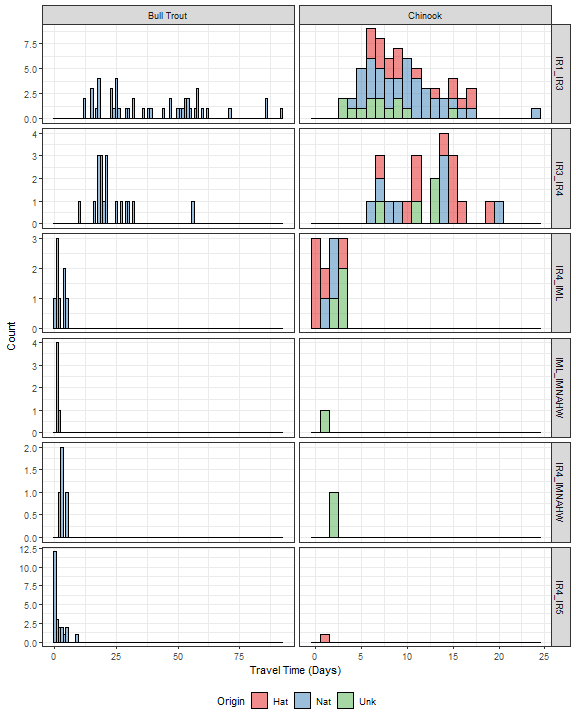 Bull Trout Chinook
7.5
5.0
2.5
0.0
IR1_IR3
4
3
2
1
0
IR3_IR4
3
2
1
0
IR4_IML
4
3
2
1
0
IML_IMNAHW
2.0
1.5
1.0
0.5
0.0
IR4_IMNAHW
12.5
10.0
7.5
5.0
2.5
0.0
IR4_IR5
Count
0 25 50 75 0 5 10 15 20 25
Travel Time (Days)
Origin Hat Nat Unk